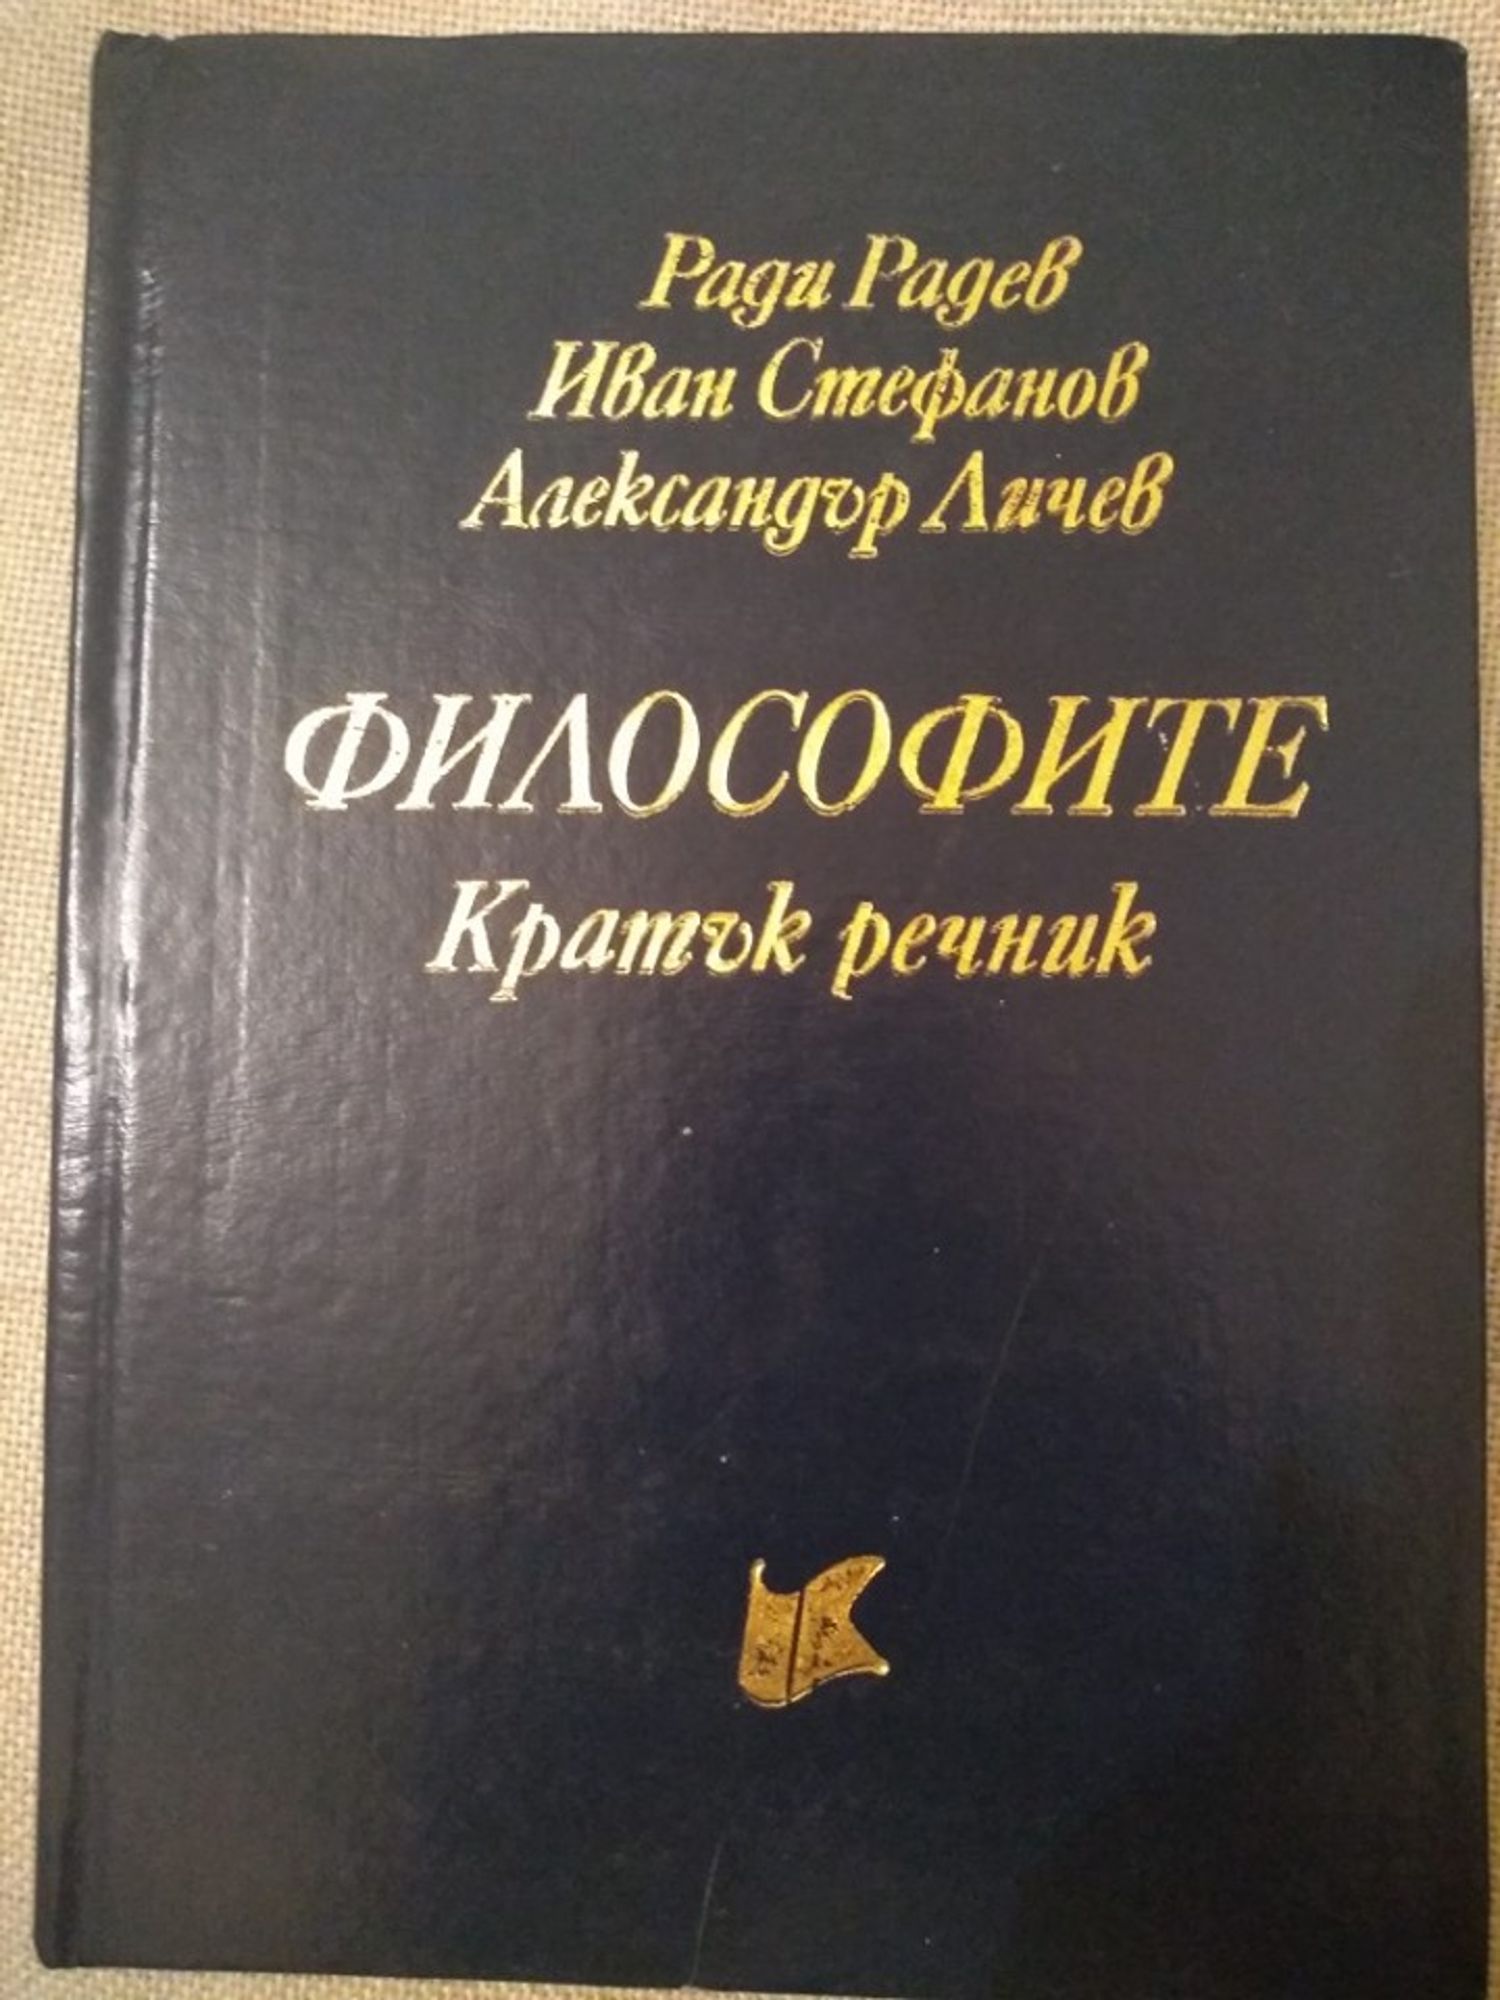 Ради Радев
Иван Стефанов
Александър Личев
ФИЛОСОФИТЕ
Кратък речник